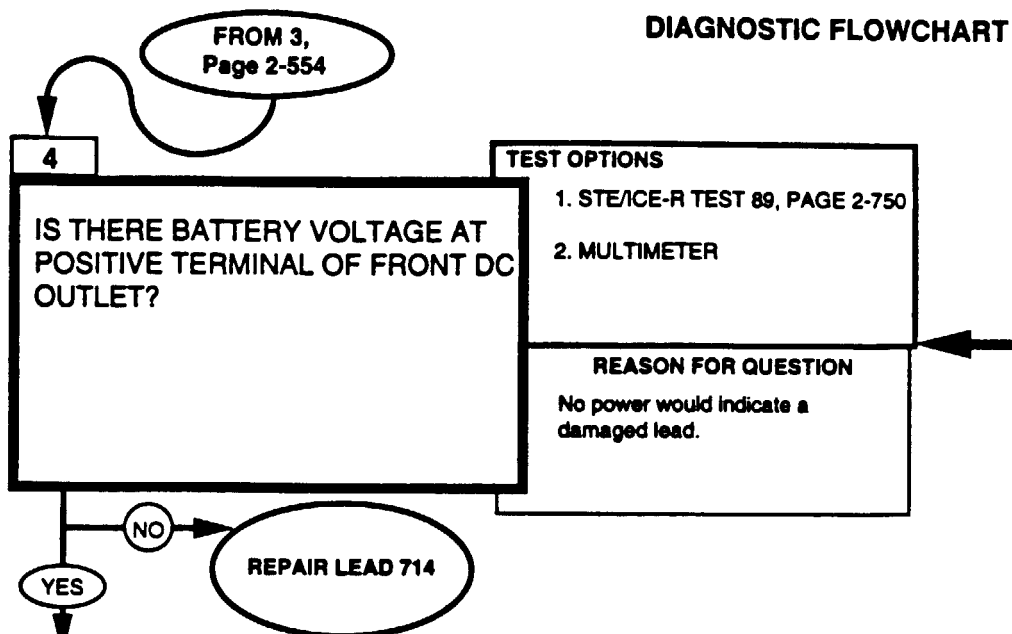 DIAGNOSTIC FLOWCHART
FROM 3,
Page 2-554
4
IS THERE BATTERY VOLTAGE AT
POSITIVE TERMINAL OF FRONT DC
OUTLET?
TEST OPTIONS
1. STE/ICE-R TEST 89, PAGE 2-750
2. MULTIMETER
REASON FOR QUESTION
No power would indicate a
damaged lead.
NO
REPAIR LEAD 714
YES